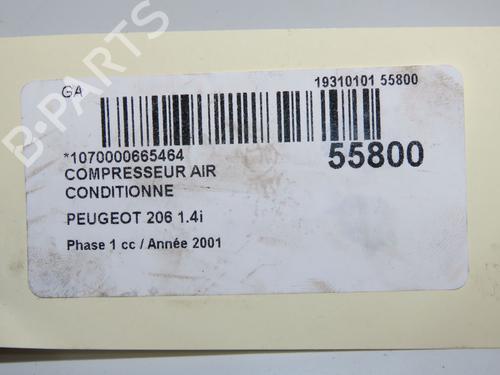 B-PARTS
GA
19310101 55800
*1070000665464
55800
COMPRESSEUR AIR
CONDITIONNE
PEUGEOT 206 1.4i
Phase 1 cc / Année 2001